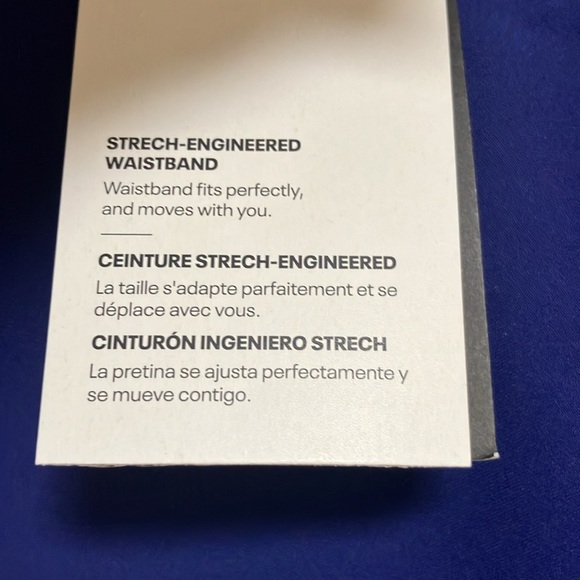 STRECH-ENGINEERED
WAISTBAND
Waistband fits perfectly,
and moves with you.
CEINTURE STRECH-ENGINEERED
La taille s'adapte parfaitement et se
déplace avec vous.
CINTURÓN INGENIERO STRECH
La pretina se ajusta perfectamente y
se mueve contigo.